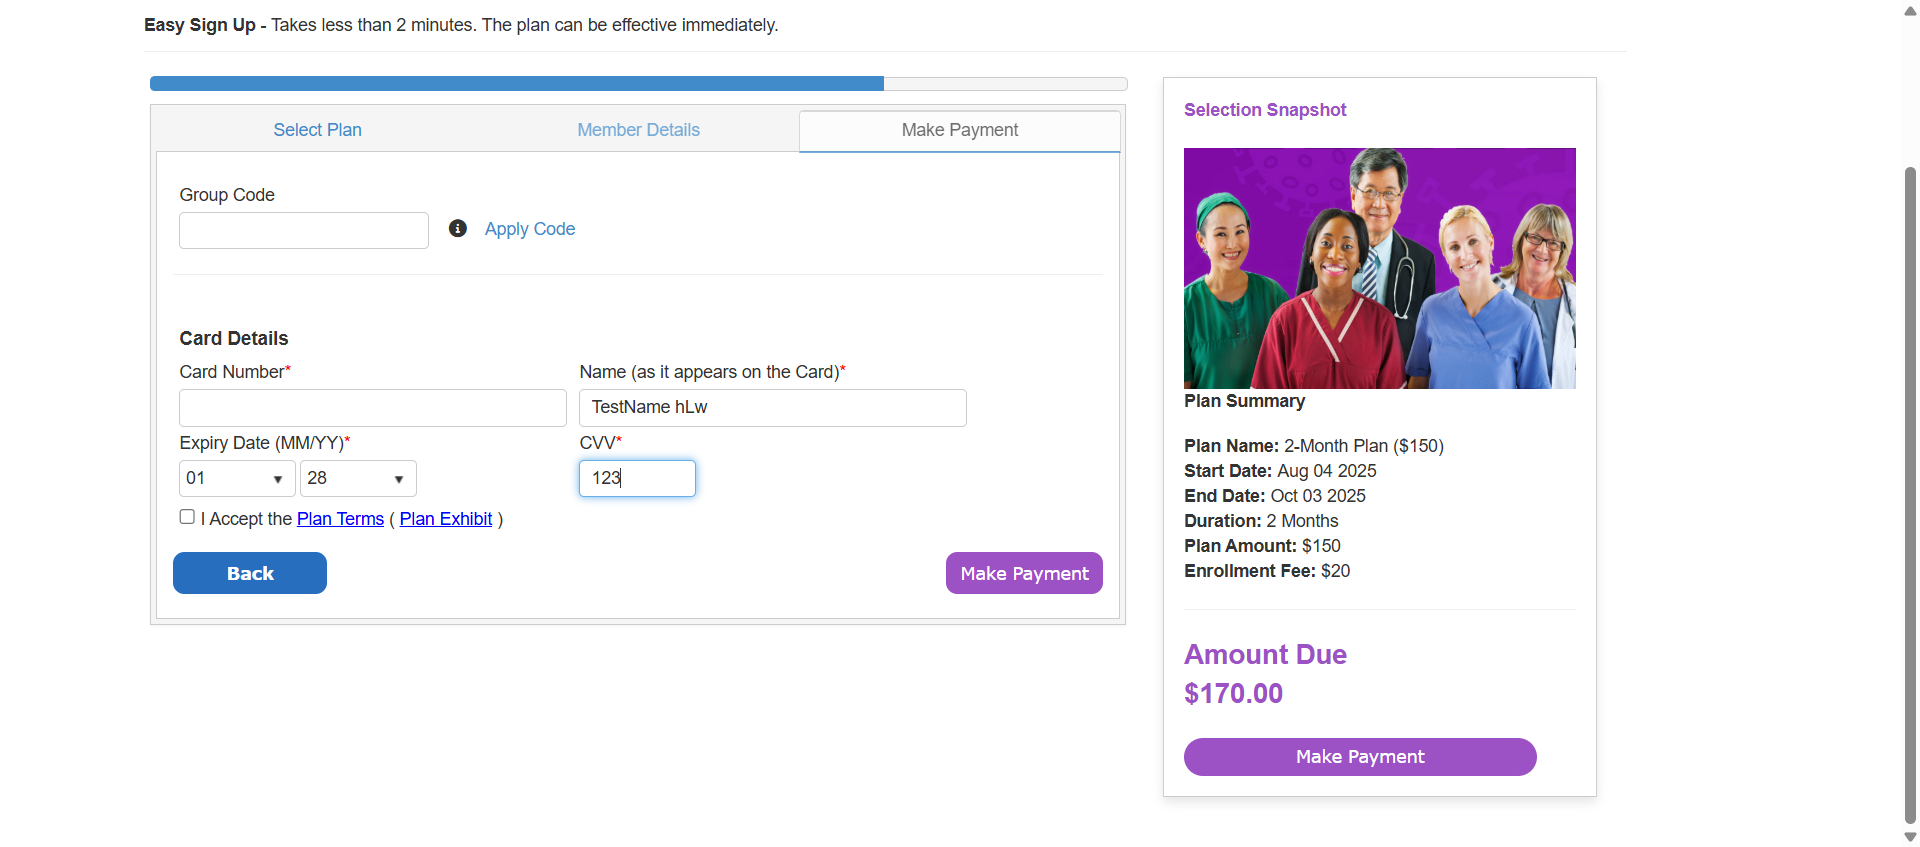 Easy Sign Up - Takes less than 2 minutes. The plan can be effective immediately.
Select Plan
Member Details
Make Payment
Group Code
Apply Code
Card Details
Card Number*
Name (as it appears on the Card)*
TestName hLw
Expiry Date (MM/YY)*
CVV*
01
28
123
I Accept the Plan Terms ( Plan Exhibit )
Back
Make Payment
Selection Snapshot
Plan Summary
Plan Name: 2-Month Plan ($150)
Start Date: Aug 04 2025
End Date: Oct 03 2025
Duration: 2 Months
Plan Amount: $150
Enrollment Fee: $20
Amount Due
$170.00
Make Payment